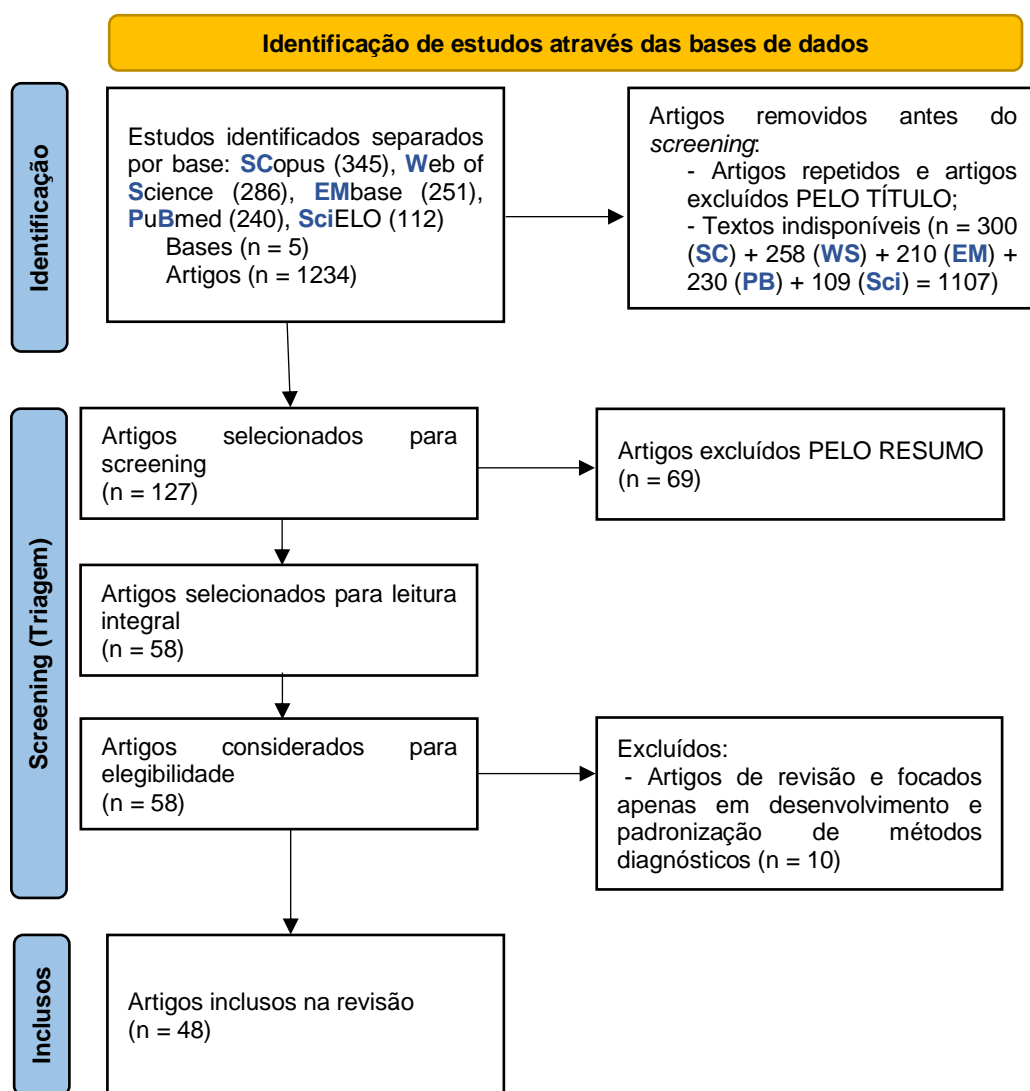 Identificação de estudos através das bases de dados
Identificação
Estudos identificados separados
por base: SCopus (345), Web of
Science (286), EMbase (251),
PuBmed (240), SciELO (112)
Bases (n = 5)
Artigos (n = 1234)
Artigos removidos antes do
screening:
- Artigos repetidos e artigos
excluídos PELO TÍTULO;
- Textos indisponíveis (n = 300
(SC) + 258 (WS) + 210 (EM) +
230 (PB) + 109 (Sci) = 1107)
Screening (Triagem)
Artigos selecionados para
screening
(n = 127)
Artigos excluídos PELO RESUMO
(n = 69)
Artigos selecionados para leitura
integral
(n = 58)
Artigos considerados para
elegibilidade
(n = 58)
Excluídos:
- Artigos de revisão e focados
apenas em desenvolvimento e
padronização de métodos
diagnósticos (n = 10)
Inclusos
Artigos inclusos na revisão
(n = 48)